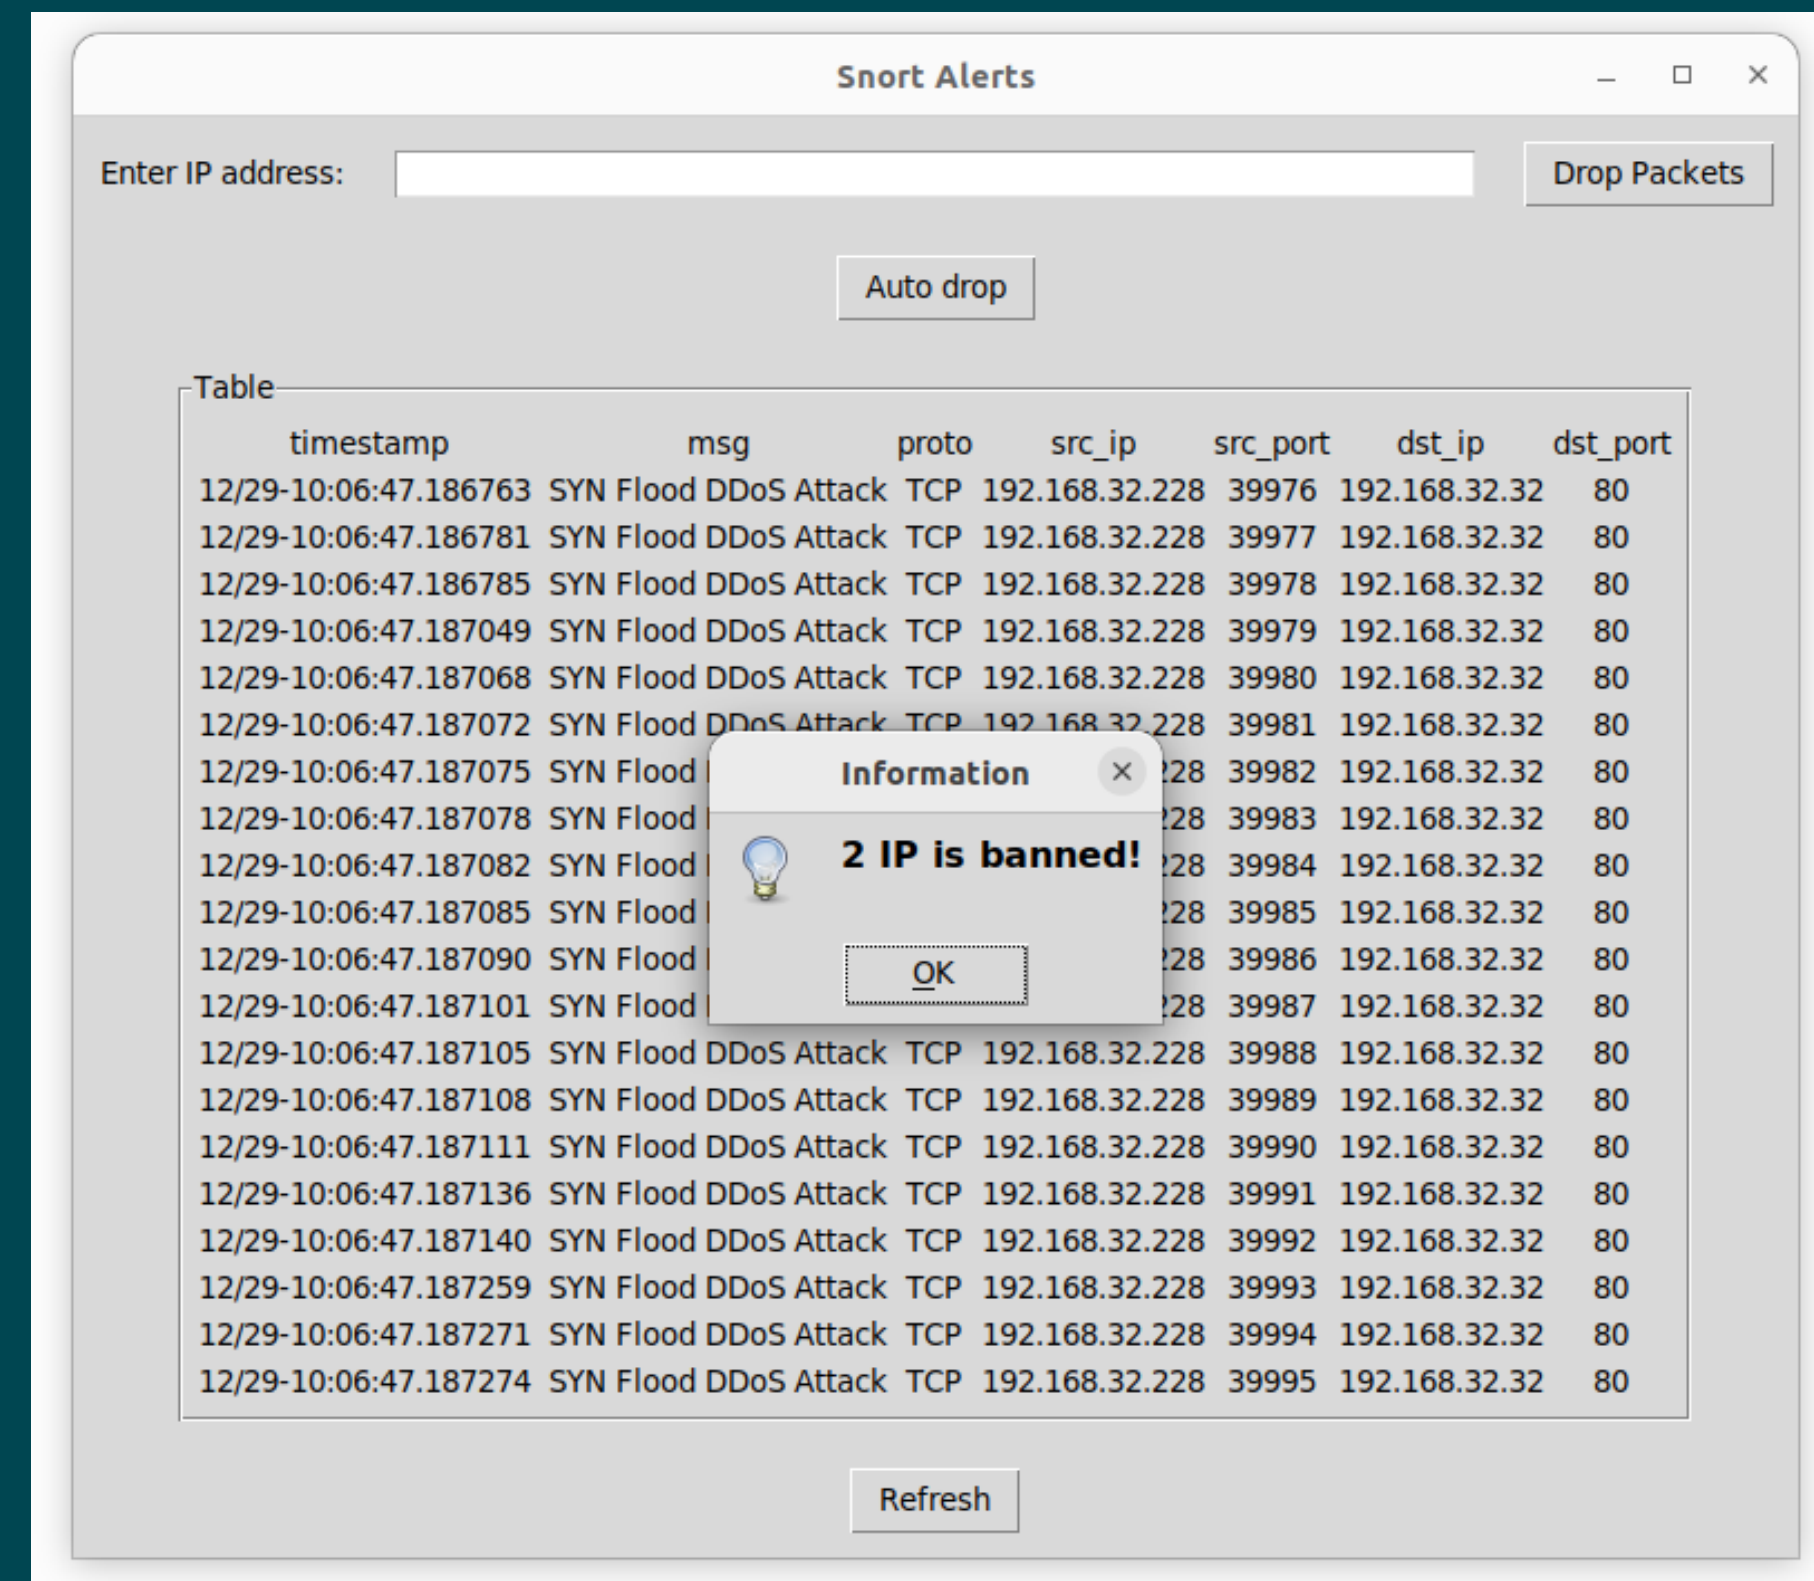 Snort Alerts
Enter IP address: Drop Packets
Auto drop
Table
timestamp msg proto src_ip src_port dst_ip dst_port
12/29-10:06:47.186763 SYN Flood DDoS Attack TCP 192.168.32.228 39976 192.168.32.32 80
12/29-10:06:47.186781 SYN Flood DDoS Attack TCP 192.168.32.228 39977 192.168.32.32 80
12/29-10:06:47.186785 SYN Flood DDoS Attack TCP 192.168.32.228 39978 192.168.32.32 80
12/29-10:06:47.187049 SYN Flood DDoS Attack TCP 192.168.32.228 39979 192.168.32.32 80
12/29-10:06:47.187068 SYN Flood DDoS Attack TCP 192.168.32.228 39980 192.168.32.32 80
12/29-10:06:47.187072 SYN Flood DDoS Attack TCP 192.168.32.228 39981 192.168.32.32 80
12/29-10:06:47.187075 SYN Flood 39982 192.168.32.32 80
12/29-10:06:47.187078 SYN Flood 39983 192.168.32.32 80
12/29-10:06:47.187082 SYN Flood 39984 192.168.32.32 80
12/29-10:06:47.187085 SYN Flood 39985 192.168.32.32 80
12/29-10:06:47.187090 SYN Flood 39986 192.168.32.32 80
12/29-10:06:47.187101 SYN Flood 39987 192.168.32.32 80
Information
2 IP is banned!
OK
12/29-10:06:47.187105 SYN Flood DDoS Attack TCP 192.168.32.228 39988 192.168.32.32 80
12/29-10:06:47.187108 SYN Flood DDoS Attack TCP 192.168.32.228 39989 192.168.32.32 80
12/29-10:06:47.187111 SYN Flood DDoS Attack TCP 192.168.32.228 39990 192.168.32.32 80
12/29-10:06:47.187136 SYN Flood DDoS Attack TCP 192.168.32.228 39991 192.168.32.32 80
12/29-10:06:47.187140 SYN Flood DDoS Attack TCP 192.168.32.228 39992 192.168.32.32 80
12/29-10:06:47.187259 SYN Flood DDoS Attack TCP 192.168.32.228 39993 192.168.32.32 80
12/29-10:06:47.187271 SYN Flood DDoS Attack TCP 192.168.32.228 39994 192.168.32.32 80
12/29-10:06:47.187274 SYN Flood DDoS Attack TCP 192.168.32.228 39995 192.168.32.32 80
Refresh